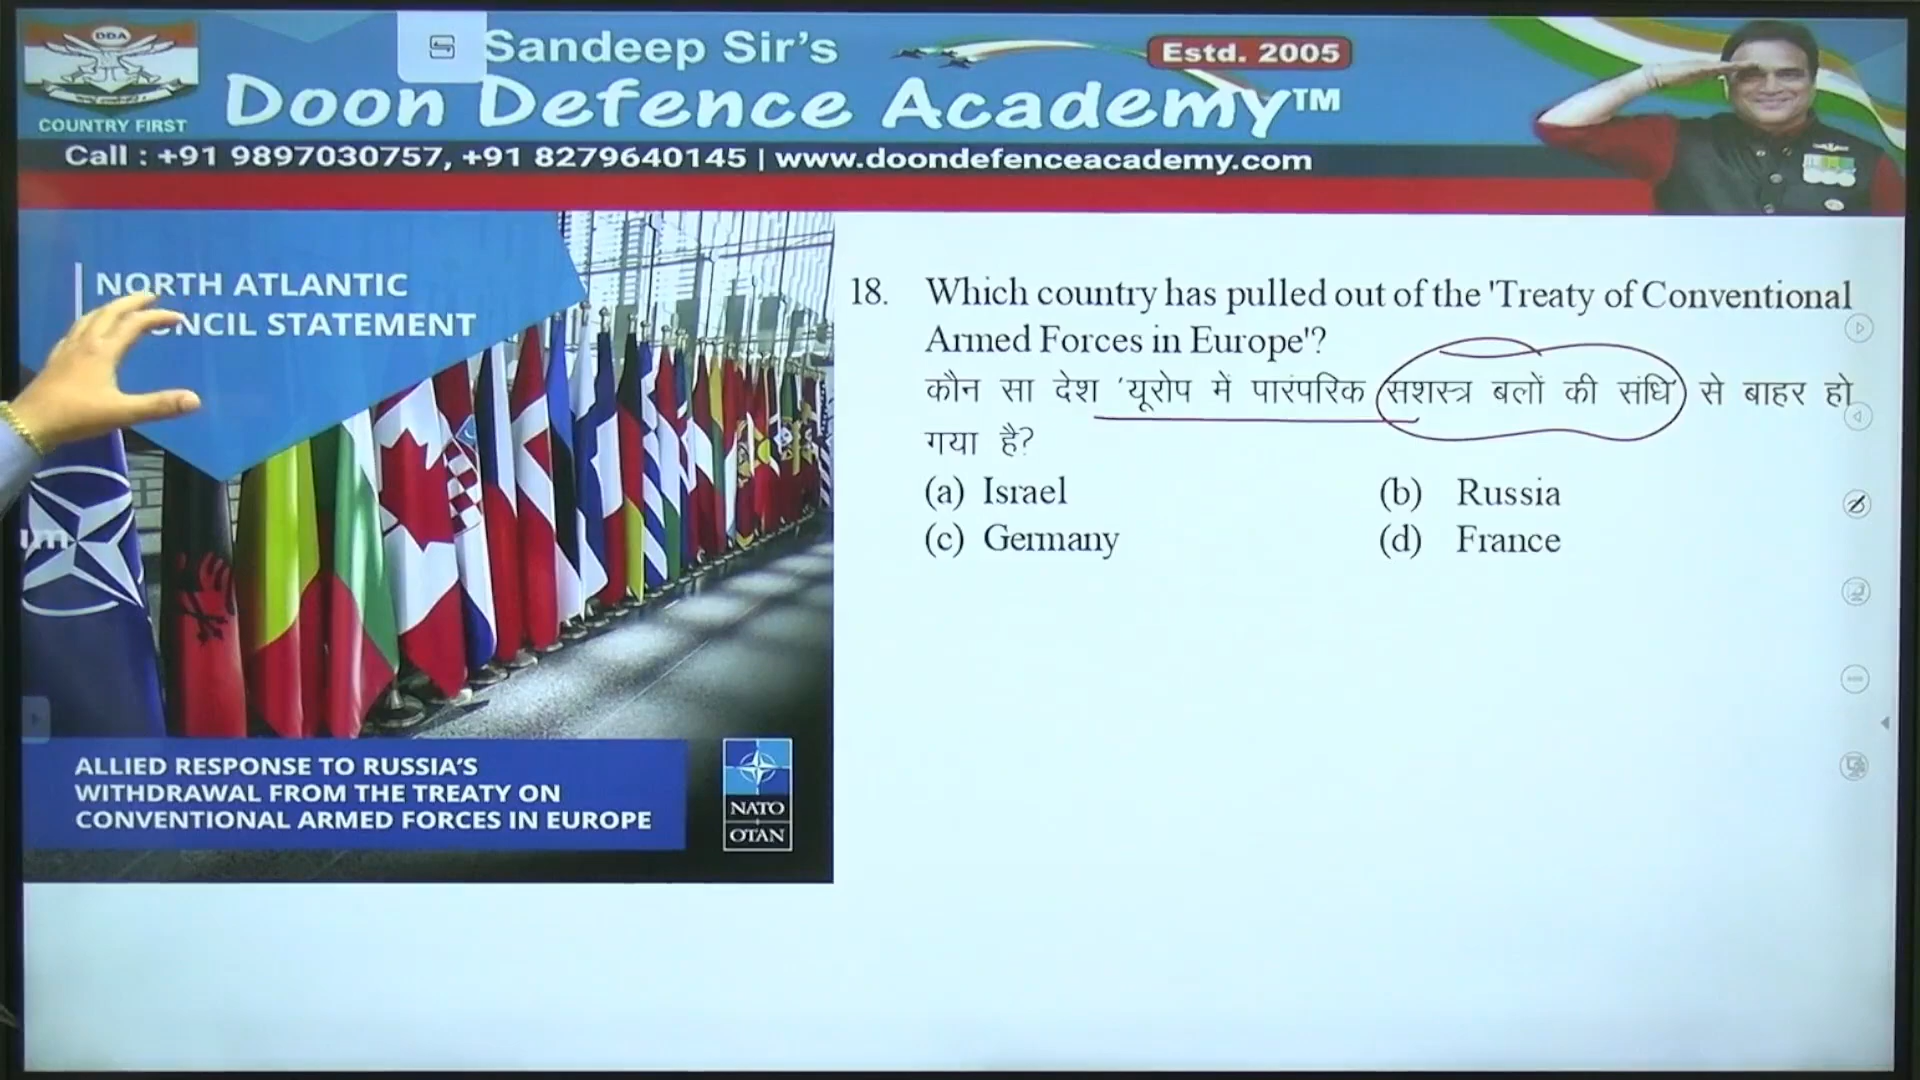 DDA
COUNTRY FIRST
Sandeep Sir's
Estd. 2005
Doon Defence Academy™
Call : +91 9897030757, +91 8279640145 | www.doondefenceacademy.com
NORTH ATLANTIC
NCIL STATEMENT
ALLIED RESPONSE TO RUSSIA'S
WITHDRAWAL FROM THE TREATY ON
CONVENTIONAL ARMED FORCES IN EUROPE
NATO
OTAN
18. Which country has pulled out of the 'Treaty of Conventional
Armed Forces in Europe'?
कौन सा देश 'यूरोप में पारंपरिक सशस्त्र बलों की संधि' से बाहर हो
गया है?
(a) Israel (b) Russia
(c) Germany (d) France